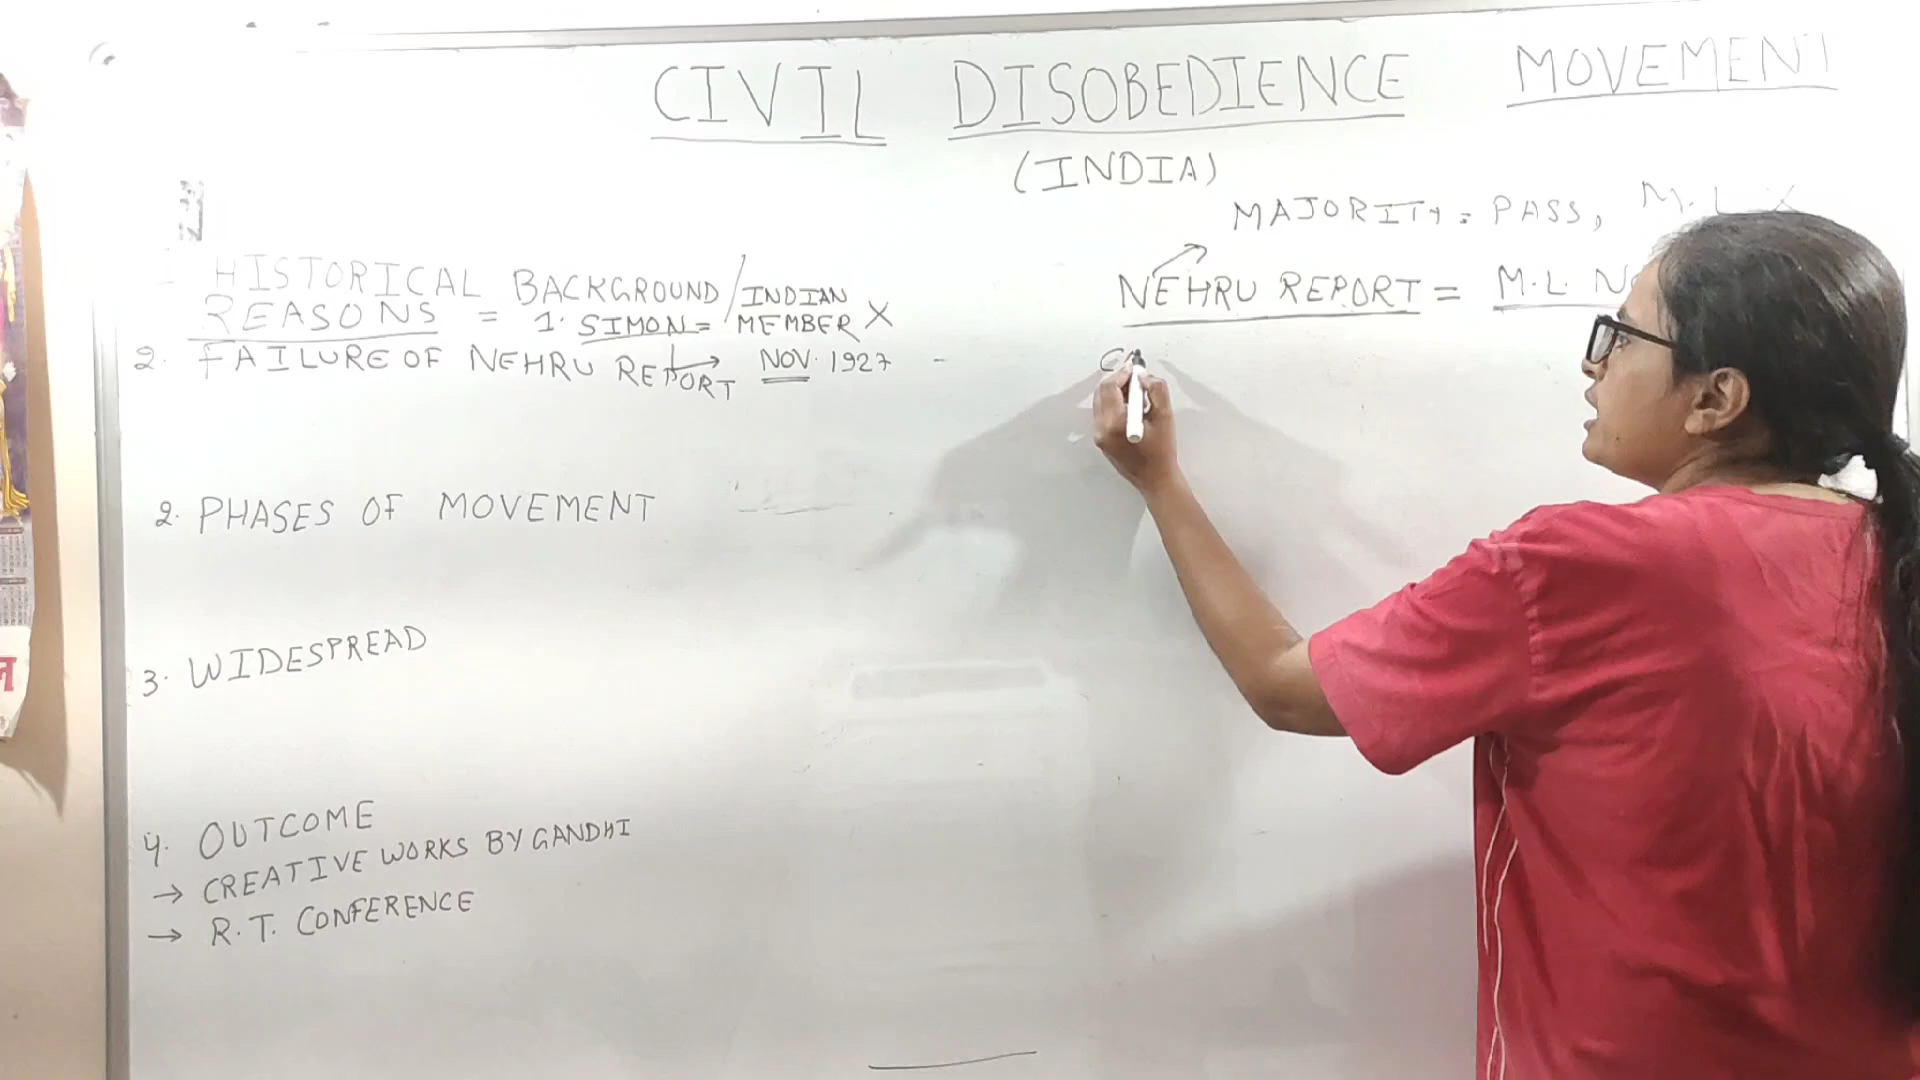 CIVIL DISOBEDIENCE MOVEMENT
(INDIA)
MAJORITY = PASS, M.L X
HISTORICAL BACKGROUND / INDIAN
REASONS = 1. SIMON = MEMBER X
2. FAILURE OF NEHRU REPORT → NOV. 1927 -
NEHRU REPORT = M.L.
2. PHASES OF MOVEMENT
3. WIDESPREAD
4. OUTCOME
→ CREATIVE WORKS BY GANDHI
→ R.T. CONFERENCE
ल